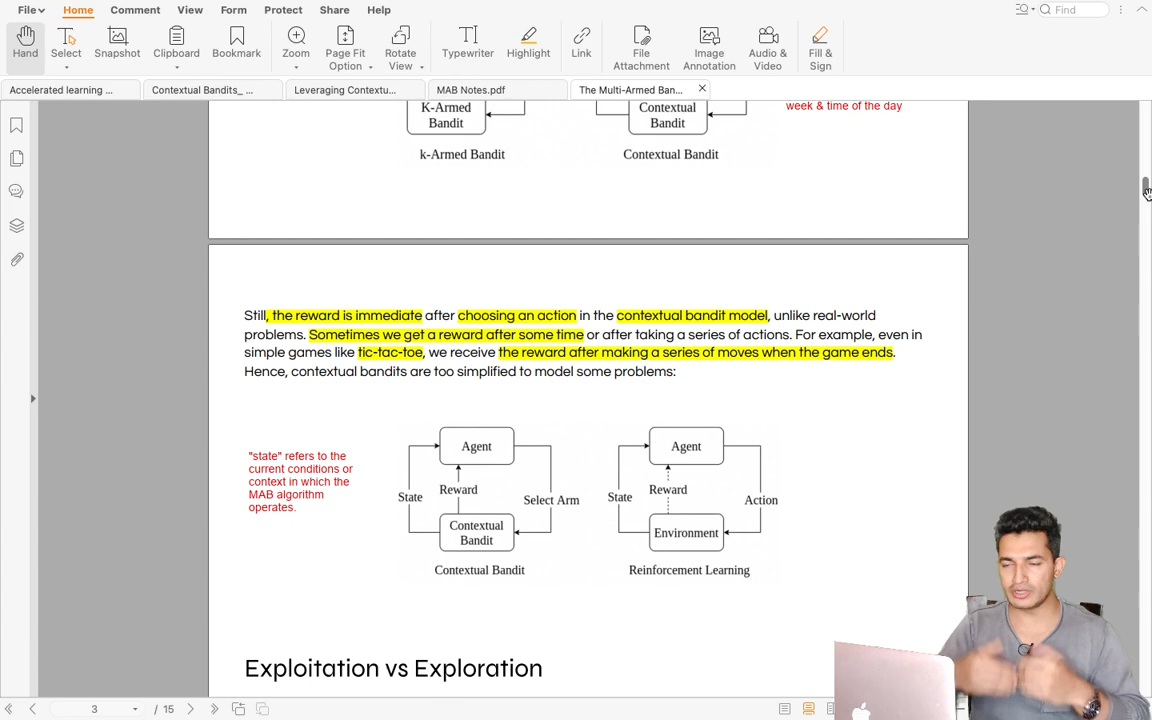 File Home Comment View Form Protect Share Help Find
Hand Select Snapshot Clipboard Bookmark Zoom Page Fit Option Rotate View Typewriter Highlight Link File Attachment Image Annotation Audio & Video Fill & Sign
Accelerated learning ... Contextual Bandits_ ... Leveraging Contextu... MAB Notes.pdf The Multi-Armed Ban...
K-Armed Bandit
Contextual Bandit
week & time of the day
k-Armed Bandit
Contextual Bandit
Still, the reward is immediate after choosing an action in the contextual bandit model, unlike real-world
problems. Sometimes we get a reward after some time or after taking a series of actions. For example, even in
simple games like tic-tac-toe, we receive the reward after making a series of moves when the game ends.
Hence, contextual bandits are too simplified to model some problems:
"state" refers to the
current conditions or
context in which the
MAB algorithm
operates.
Agent
State
Reward
Select Arm
Contextual
Bandit
Contextual Bandit
Agent
State
Reward
Action
Environment
Reinforcement Learning
Exploitation vs Exploration
3 / 15